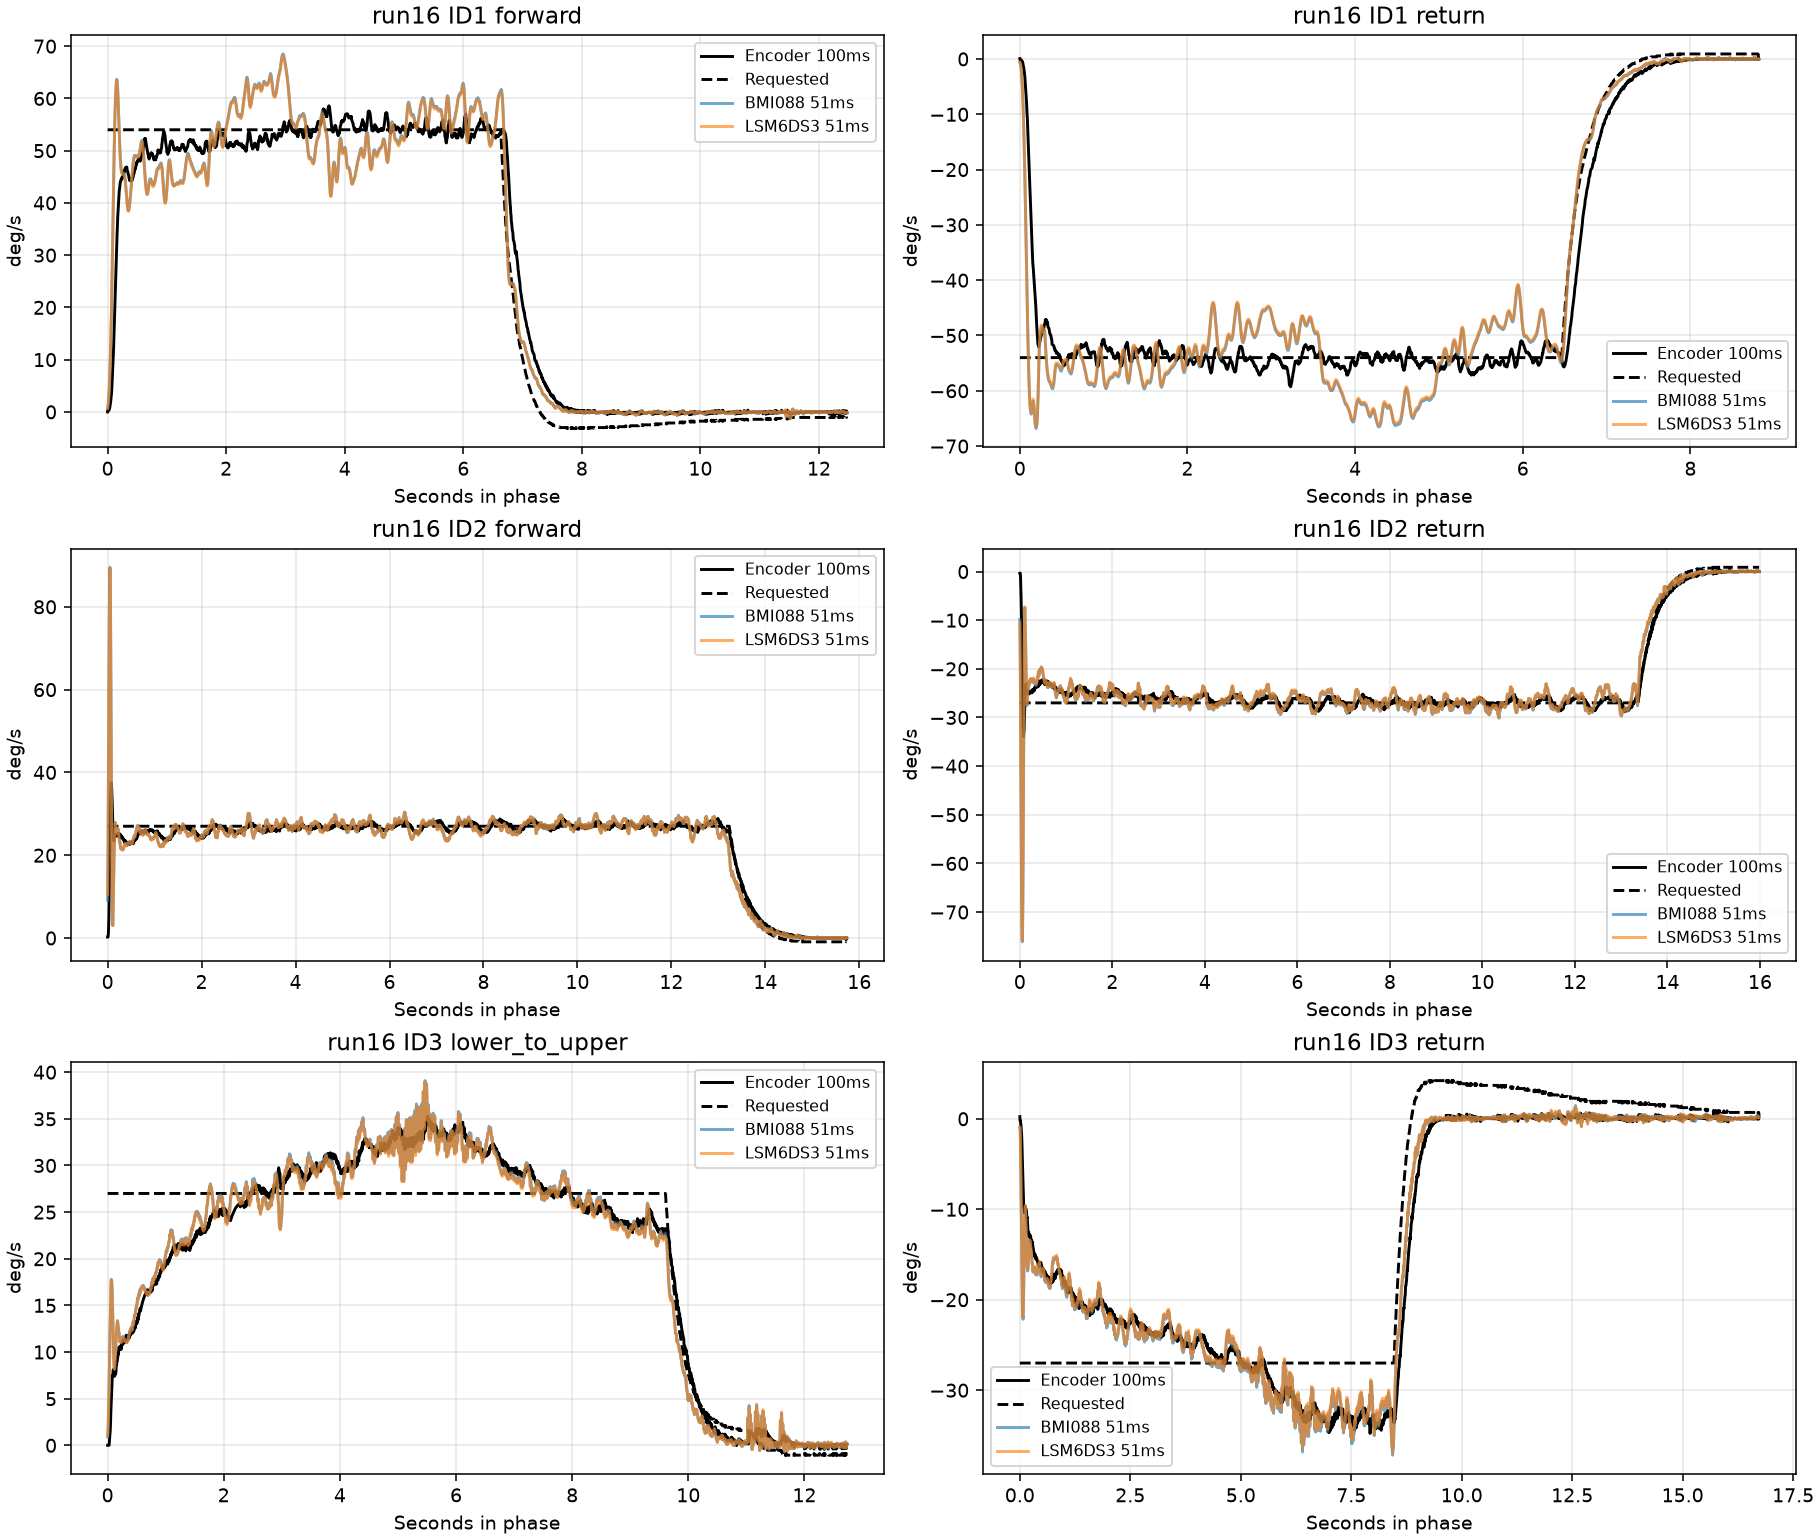 run16 ID1 forward
70
60
50
40
30
20
10
0
deg/s
0 2 4 6 8 10 12
Seconds in phase
Encoder 100ms
Requested
BMI088 51ms
LSM6DS3 51ms
run16 ID1 return
0
−10
−20
−30
−40
−50
−60
−70
deg/s
0 2 4 6 8
Seconds in phase
Encoder 100ms
Requested
BMI088 51ms
LSM6DS3 51ms
run16 ID2 forward
80
60
40
20
0
deg/s
0 2 4 6 8 10 12 14 16
Seconds in phase
Encoder 100ms
Requested
BMI088 51ms
LSM6DS3 51ms
run16 ID2 return
0
−10
−20
−30
−40
−50
−60
−70
deg/s
0 2 4 6 8 10 12 14 16
Seconds in phase
Encoder 100ms
Requested
BMI088 51ms
LSM6DS3 51ms
run16 ID3 lower_to_upper
40
35
30
25
20
15
10
5
0
deg/s
0 2 4 6 8 10 12
Seconds in phase
Encoder 100ms
Requested
BMI088 51ms
LSM6DS3 51ms
run16 ID3 return
0
−10
−20
−30
deg/s
0.0 2.5 5.0 7.5 10.0 12.5 15.0 17.5
Seconds in phase
Encoder 100ms
Requested
BMI088 51ms
LSM6DS3 51ms